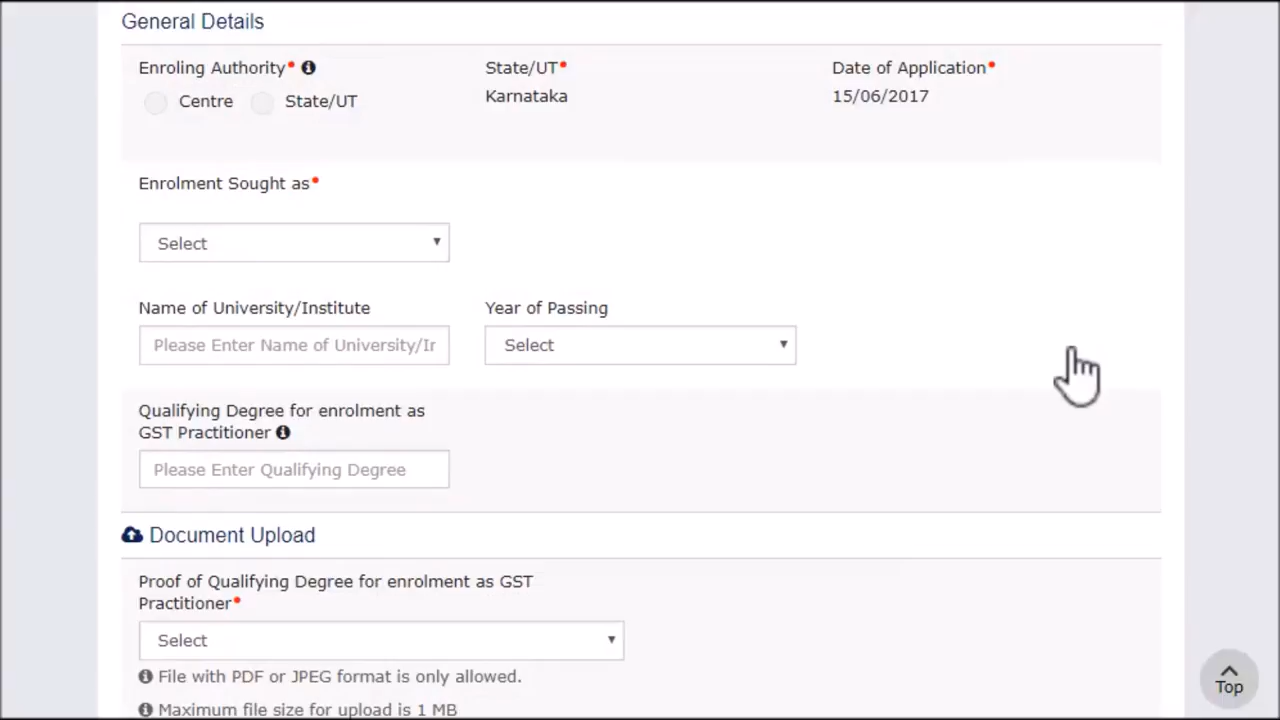 General Details
Enroling Authority
State/UT
Date of Application
Centre
State/UT
Karnataka
15/06/2017
Enrolment Sought as
Select
Name of University/Institute
Year of Passing
Please Enter Name of University/Ir
Select
Qualifying Degree for enrolment as
GST Practitioner
Please Enter Qualifying Degree
Document Upload
Proof of Qualifying Degree for enrolment as GST
Practitioner
Select
File with PDF or JPEG format is only allowed.
Maximum file size for upload is 1 MB
Top